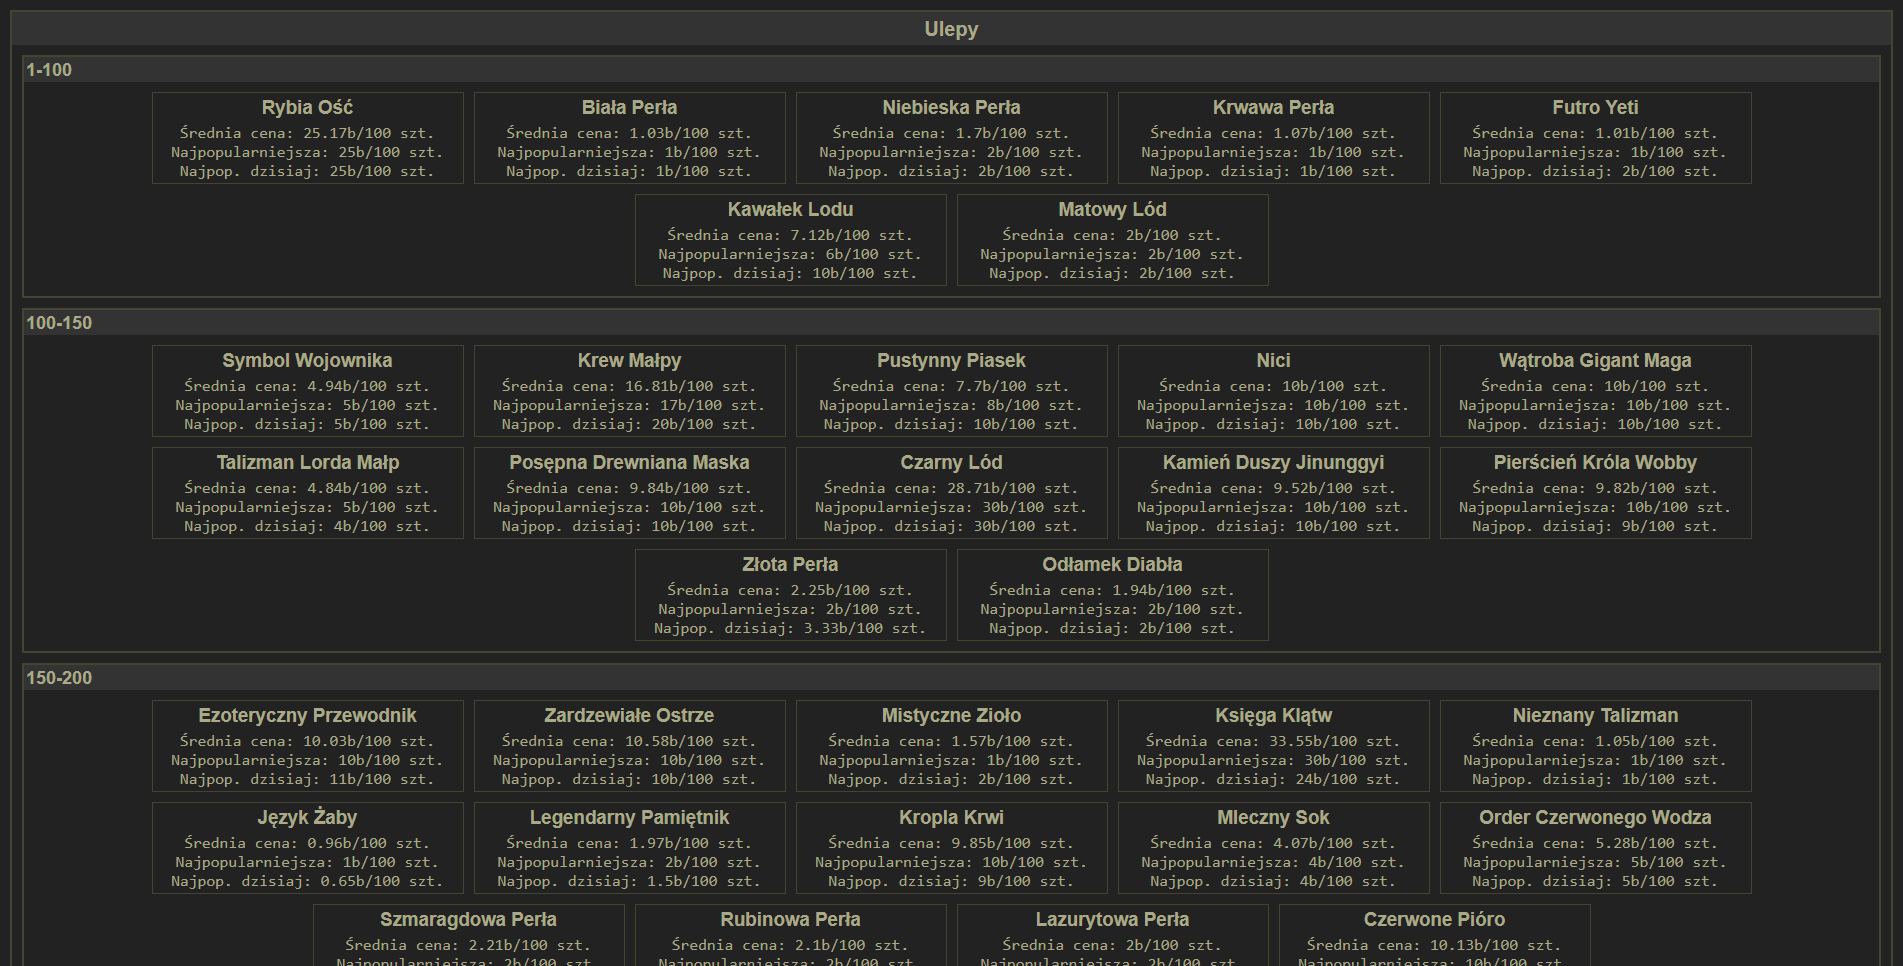 Ulepy
1-100
Rybia Ość
Średnia cena: 25.17b/100 szt.
Najpopularniejsza: 25b/100 szt.
Najpop. dzisiaj: 25b/100 szt.
Biała Perła
Średnia cena: 1.03b/100 szt.
Najpopularniejsza: 1b/100 szt.
Najpop. dzisiaj: 1b/100 szt.
Niebieska Perła
Średnia cena: 1.7b/100 szt.
Najpopularniejsza: 2b/100 szt.
Najpop. dzisiaj: 2b/100 szt.
Krwawa Perła
Średnia cena: 1.07b/100 szt.
Najpopularniejsza: 1b/100 szt.
Najpop. dzisiaj: 1b/100 szt.
Futro Yeti
Średnia cena: 1.01b/100 szt.
Najpopularniejsza: 1b/100 szt.
Najpop. dzisiaj: 2b/100 szt.
Kawałek Lodu
Średnia cena: 7.12b/100 szt.
Najpopularniejsza: 6b/100 szt.
Najpop. dzisiaj: 10b/100 szt.
Matowy Lód
Średnia cena: 2b/100 szt.
Najpopularniejsza: 2b/100 szt.
Najpop. dzisiaj: 2b/100 szt.
100-150
Symbol Wojownika
Średnia cena: 4.94b/100 szt.
Najpopularniejsza: 5b/100 szt.
Najpop. dzisiaj: 5b/100 szt.
Krew Małpy
Średnia cena: 16.81b/100 szt.
Najpopularniejsza: 17b/100 szt.
Najpop. dzisiaj: 20b/100 szt.
Pustynny Piasek
Średnia cena: 7.7b/100 szt.
Najpopularniejsza: 8b/100 szt.
Najpop. dzisiaj: 10b/100 szt.
Nici
Średnia cena: 10b/100 szt.
Najpopularniejsza: 10b/100 szt.
Najpop. dzisiaj: 10b/100 szt.
Wątroba Gigant Maga
Średnia cena: 10b/100 szt.
Najpopularniejsza: 10b/100 szt.
Najpop. dzisiaj: 10b/100 szt.
Talizman Lorda Małp
Średnia cena: 4.84b/100 szt.
Najpopularniejsza: 5b/100 szt.
Najpop. dzisiaj: 4b/100 szt.
Posępna Drewniana Maska
Średnia cena: 9.84b/100 szt.
Najpopularniejsza: 10b/100 szt.
Najpop. dzisiaj: 10b/100 szt.
Czarny Lód
Średnia cena: 28.71b/100 szt.
Najpopularniejsza: 30b/100 szt.
Najpop. dzisiaj: 30b/100 szt.
Kamień Duszy Jinunggyi
Średnia cena: 9.52b/100 szt.
Najpopularniejsza: 10b/100 szt.
Najpop. dzisiaj: 10b/100 szt.
Pierścień Króla Wobby
Średnia cena: 9.82b/100 szt.
Najpopularniejsza: 10b/100 szt.
Najpop. dzisiaj: 9b/100 szt.
Złota Perła
Średnia cena: 2.25b/100 szt.
Najpopularniejsza: 2b/100 szt.
Najpop. dzisiaj: 3.33b/100 szt.
Odłamek Diabła
Średnia cena: 1.94b/100 szt.
Najpopularniejsza: 2b/100 szt.
Najpop. dzisiaj: 2b/100 szt.
150-200
Ezoteryczny Przewodnik
Średnia cena: 10.03b/100 szt.
Najpopularniejsza: 10b/100 szt.
Najpop. dzisiaj: 11b/100 szt.
Zardzewiałe Ostrze
Średnia cena: 10.58b/100 szt.
Najpopularniejsza: 10b/100 szt.
Najpop. dzisiaj: 10b/100 szt.
Mistyczne Zioło
Średnia cena: 1.57b/100 szt.
Najpopularniejsza: 1b/100 szt.
Najpop. dzisiaj: 2b/100 szt.
Księga Klątw
Średnia cena: 33.55b/100 szt.
Najpopularniejsza: 30b/100 szt.
Najpop. dzisiaj: 24b/100 szt.
Nieznany Talizman
Średnia cena: 1.05b/100 szt.
Najpopularniejsza: 1b/100 szt.
Najpop. dzisiaj: 1b/100 szt.
Język Żaby
Średnia cena: 0.96b/100 szt.
Najpopularniejsza: 1b/100 szt.
Najpop. dzisiaj: 0.65b/100 szt.
Legendarny Pamiętnik
Średnia cena: 1.97b/100 szt.
Najpopularniejsza: 2b/100 szt.
Najpop. dzisiaj: 1.5b/100 szt.
Kropla Krwi
Średnia cena: 9.85b/100 szt.
Najpopularniejsza: 10b/100 szt.
Najpop. dzisiaj: 9b/100 szt.
Mleczny Sok
Średnia cena: 4.07b/100 szt.
Najpopularniejsza: 4b/100 szt.
Najpop. dzisiaj: 4b/100 szt.
Order Czerwonego Wodza
Średnia cena: 5.28b/100 szt.
Najpopularniejsza: 5b/100 szt.
Najpop. dzisiaj: 5b/100 szt.
Szmaragdowa Perła
Średnia cena: 2.21b/100 szt.
Najpopularniejsza: 2b/100 szt.
Rubinowa Perła
Średnia cena: 2.1b/100 szt.
Najpopularniejsza: 2b/100 szt.
Lazurytowa Perła
Średnia cena: 2b/100 szt.
Najpopularniejsza: 2b/100 szt.
Czerwone Pióro
Średnia cena: 10.13b/100 szt.
Najpopularniejsza: 10b/100 szt.